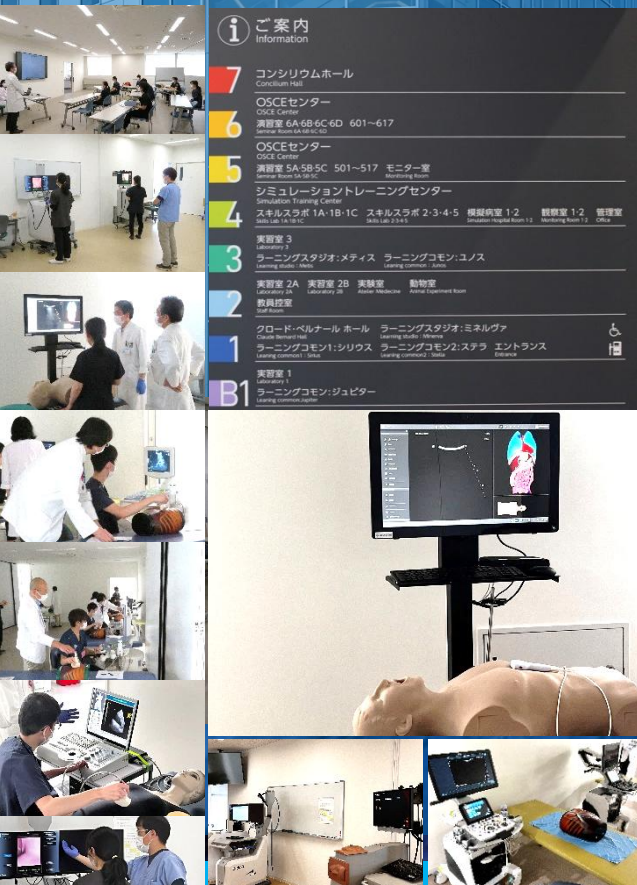 ご案内
Information
7
コンシリウムホール
Concilium Hall
6
OSCEセンター
OSCE Center
演習室 6A・6B・6C・6D 601〜617
Seminar Room 6A・6B・6C・6D
5
OSCEセンター
OSCE Center
演習室 5A・5B・5C 501〜517 モニター室
Seminar Room 5A・5B・5C Monitoring Room
4
シミュレーショントレーニングセンター
Simulation Training Center
スキルスラボ 1A・1B・1C スキルスラボ 2・3・4・5 模擬病室 1・2 観察室 1・2 管理室
Skills Lab 1A・1B・1C Skills Lab 2・3・4・5 Simulation Hospital Room 1・2 Monitoring Room 1・2 Office
3
実習室 3
Laboratory 3
ラーニングスタジオ：メティス ラーニングコモン：ユノス
Learning studio : Metis Leaning common : Junos
2
実習室 2A 実習室 2B 実験室 動物室
Laboratory 2A Laboratory 2B Atelier Medecine Animal Experiment Room
教員控室
Staff Room
1
クロード・ベルナール ホール ラーニングスタジオ：ミネルヴァ
Claude Bernard Hall Learning studio : Minerva
ラーニングコモン1：シリウス ラーニングコモン2：ステラ エントランス
Leaning common1 : Sirius Leaning common2 : Stella Entrance
B1
実習室 1
Laboratory 1
ラーニングコモン：ジュピター
Leaning common:Jupiter